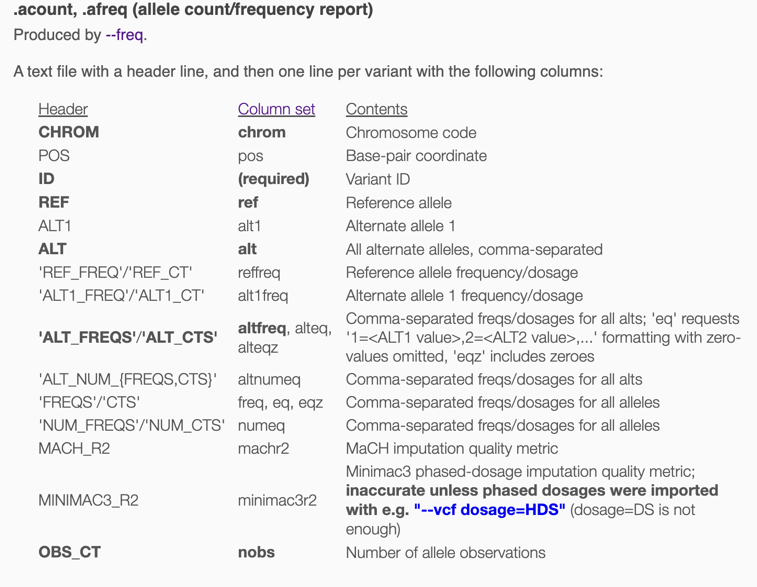 .acount, .afreq (allele count/frequency report)
Produced by --freq.
A text file with a header line, and then one line per variant with the following columns:
Header Column set Contents
CHROM chrom Chromosome code
POS pos Base-pair coordinate
ID (required) Variant ID
REF ref Reference allele
ALT1 alt1 Alternate allele 1
ALT alt All alternate alleles, comma-separated
'REF_FREQ'/'REF_CT' reffreq Reference allele frequency/dosage
'ALT1_FREQ'/'ALT1_CT' alt1freq Alternate allele 1 frequency/dosage
'ALT_FREQS'/'ALT_CTS' altfreq, alteq, alteqz Comma-separated freqs/dosages for all alts; 'eq' requests
'1=<ALT1 value>,2=<ALT2 value>,...' formatting with zero-
values omitted, 'eqz' includes zeroes
'ALT_NUM_{FREQS,CTS}' altnumeq Comma-separated freqs/dosages for all alts
'FREQS'/'CTS' freq, eq, eqz Comma-separated freqs/dosages for all alleles
'NUM_FREQS'/'NUM_CTS' numeq Comma-separated freqs/dosages for all alleles
MACH_R2 machr2 MaCH imputation quality metric
MINIMAC3_R2 minimac3r2 Minimac3 phased-dosage imputation quality metric;
inaccurate unless phased dosages were imported
with e.g. "--vcf dosage=HDS" (dosage=DS is not
enough)
OBS_CT nobs Number of allele observations